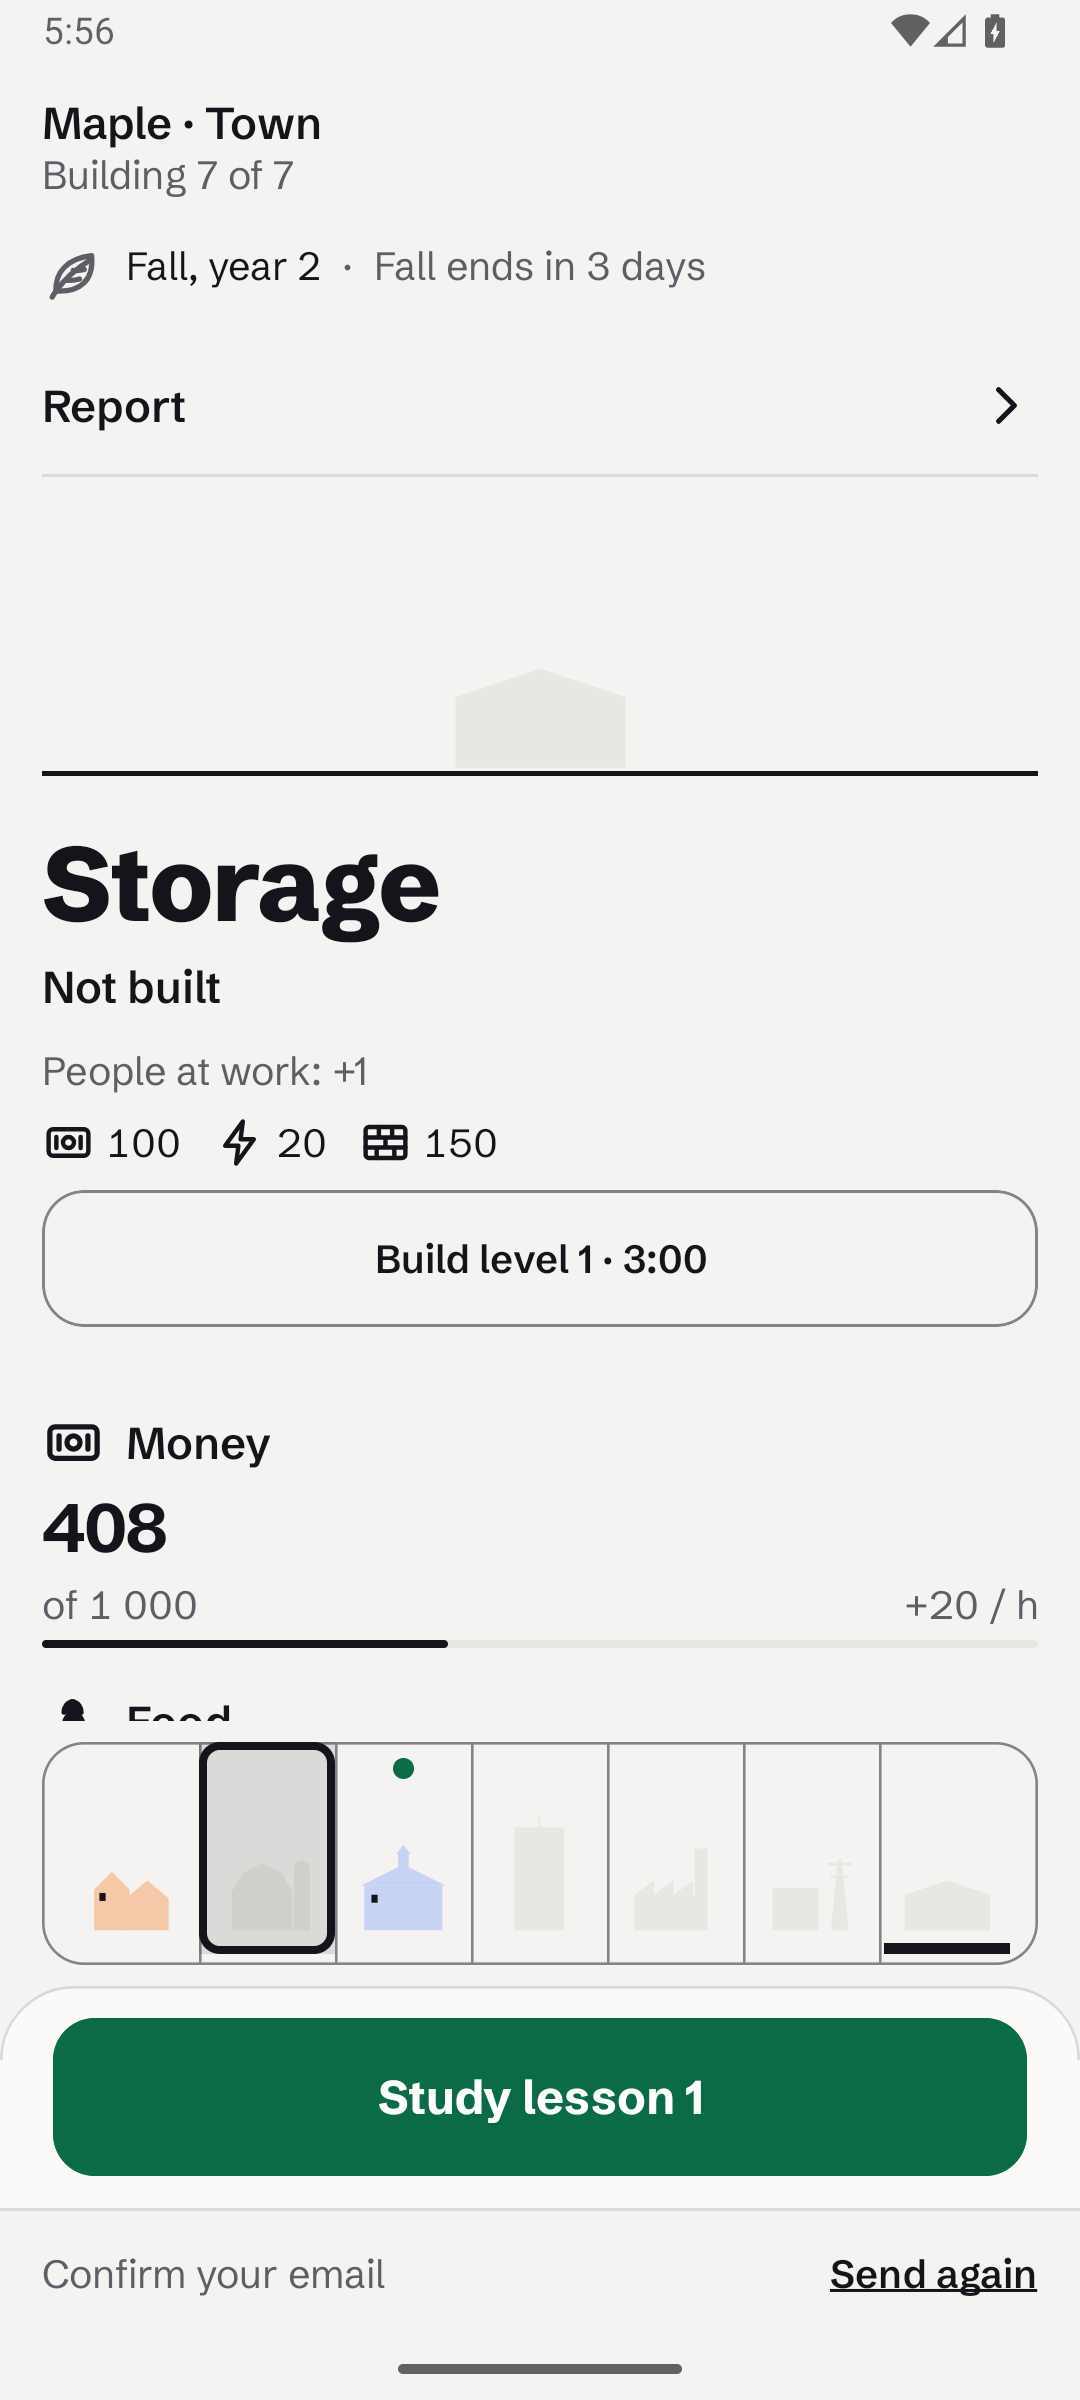 5:56
Maple · Town
Building 7 of 7
Fall, year 2 · Fall ends in 3 days
Report
Storage
Not built
People at work: +1
100 20 150
Build level 1 · 3:00
Money
408
of 1 000 +20 / h
Food
Study lesson 1
Confirm your email Send again